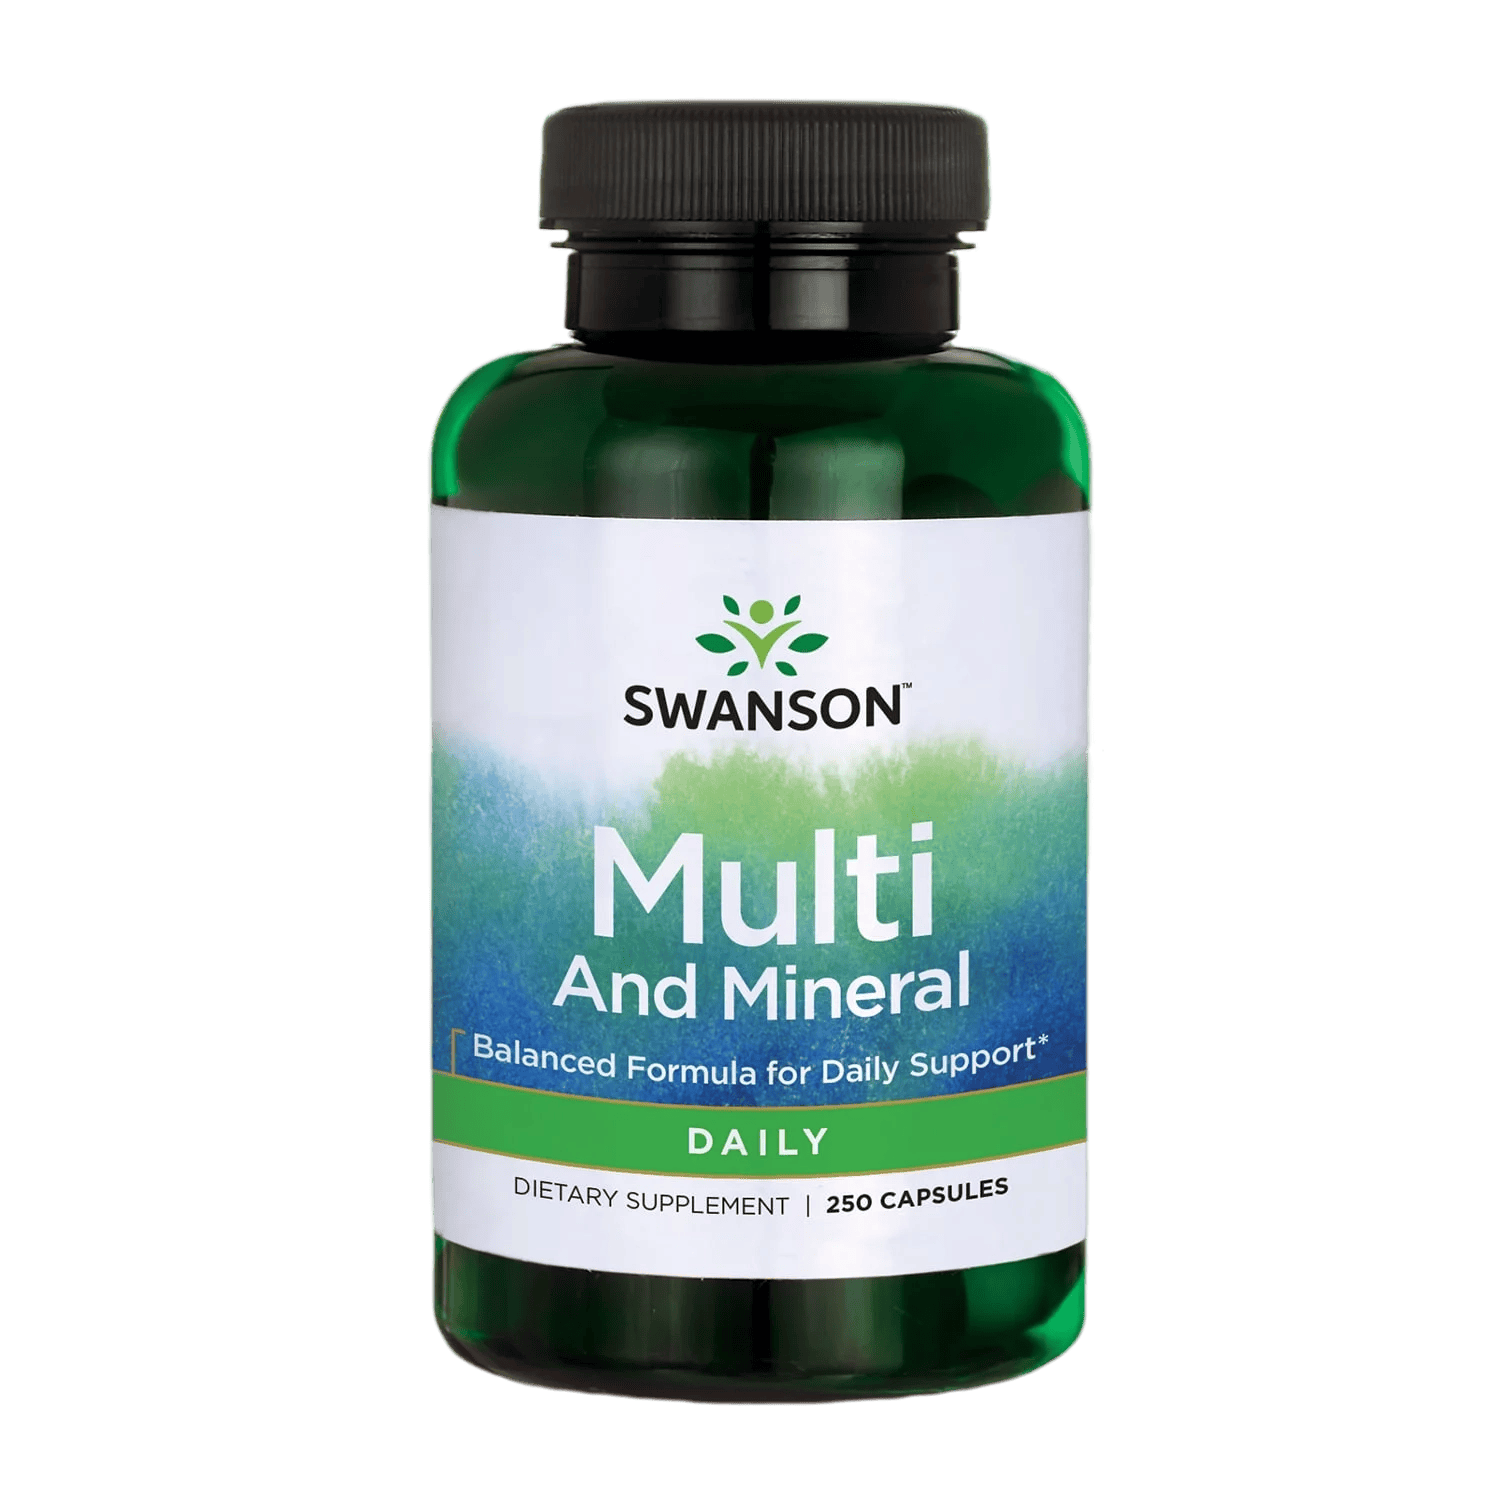 SWANSON™
Multi
And Mineral
Balanced Formula for Daily Support*
DAILY
DIETARY SUPPLEMENT | 250 CAPSULES